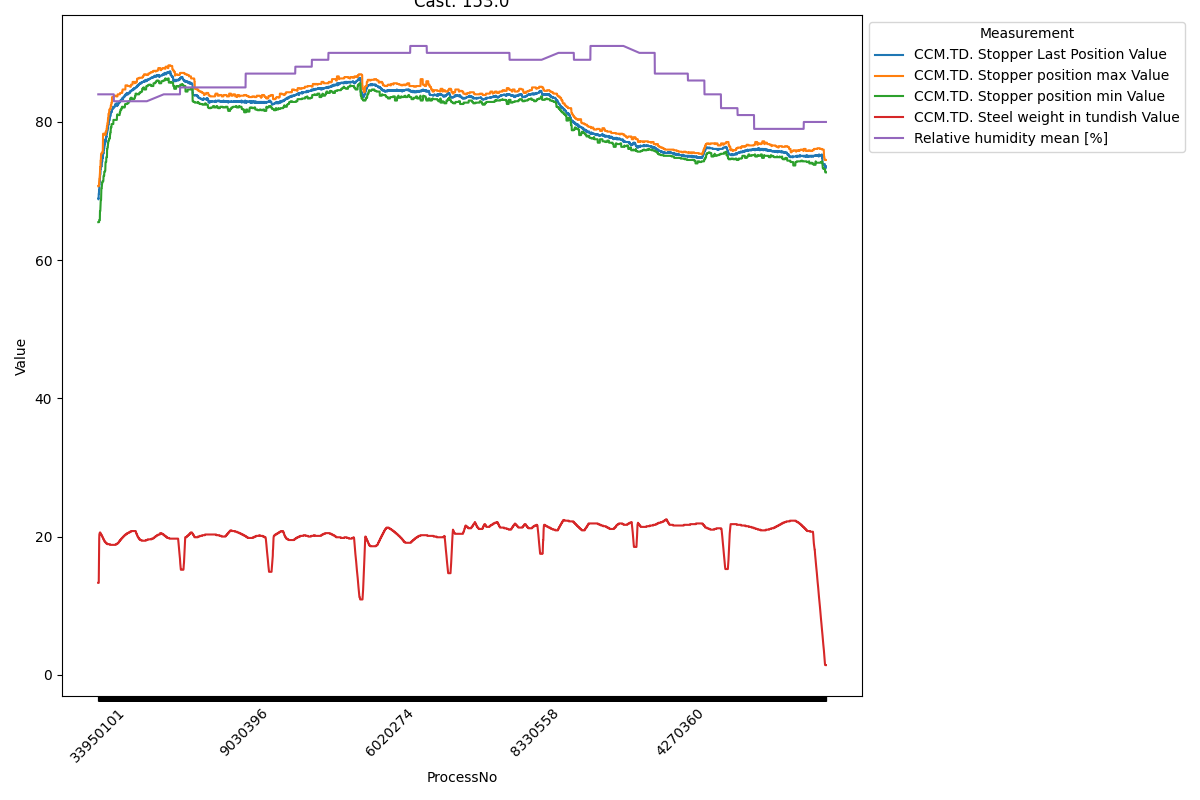 Cast: 153.0
Measurement
CCM.TD. Stopper Last Position Value
CCM.TD. Stopper position max Value
CCM.TD. Stopper position min Value
CCM.TD. Steel weight in tundish Value
Relative humidity mean [%]
Value
80
60
40
20
0
33950101
9030396
6020274
8330558
4270360
ProcessNo